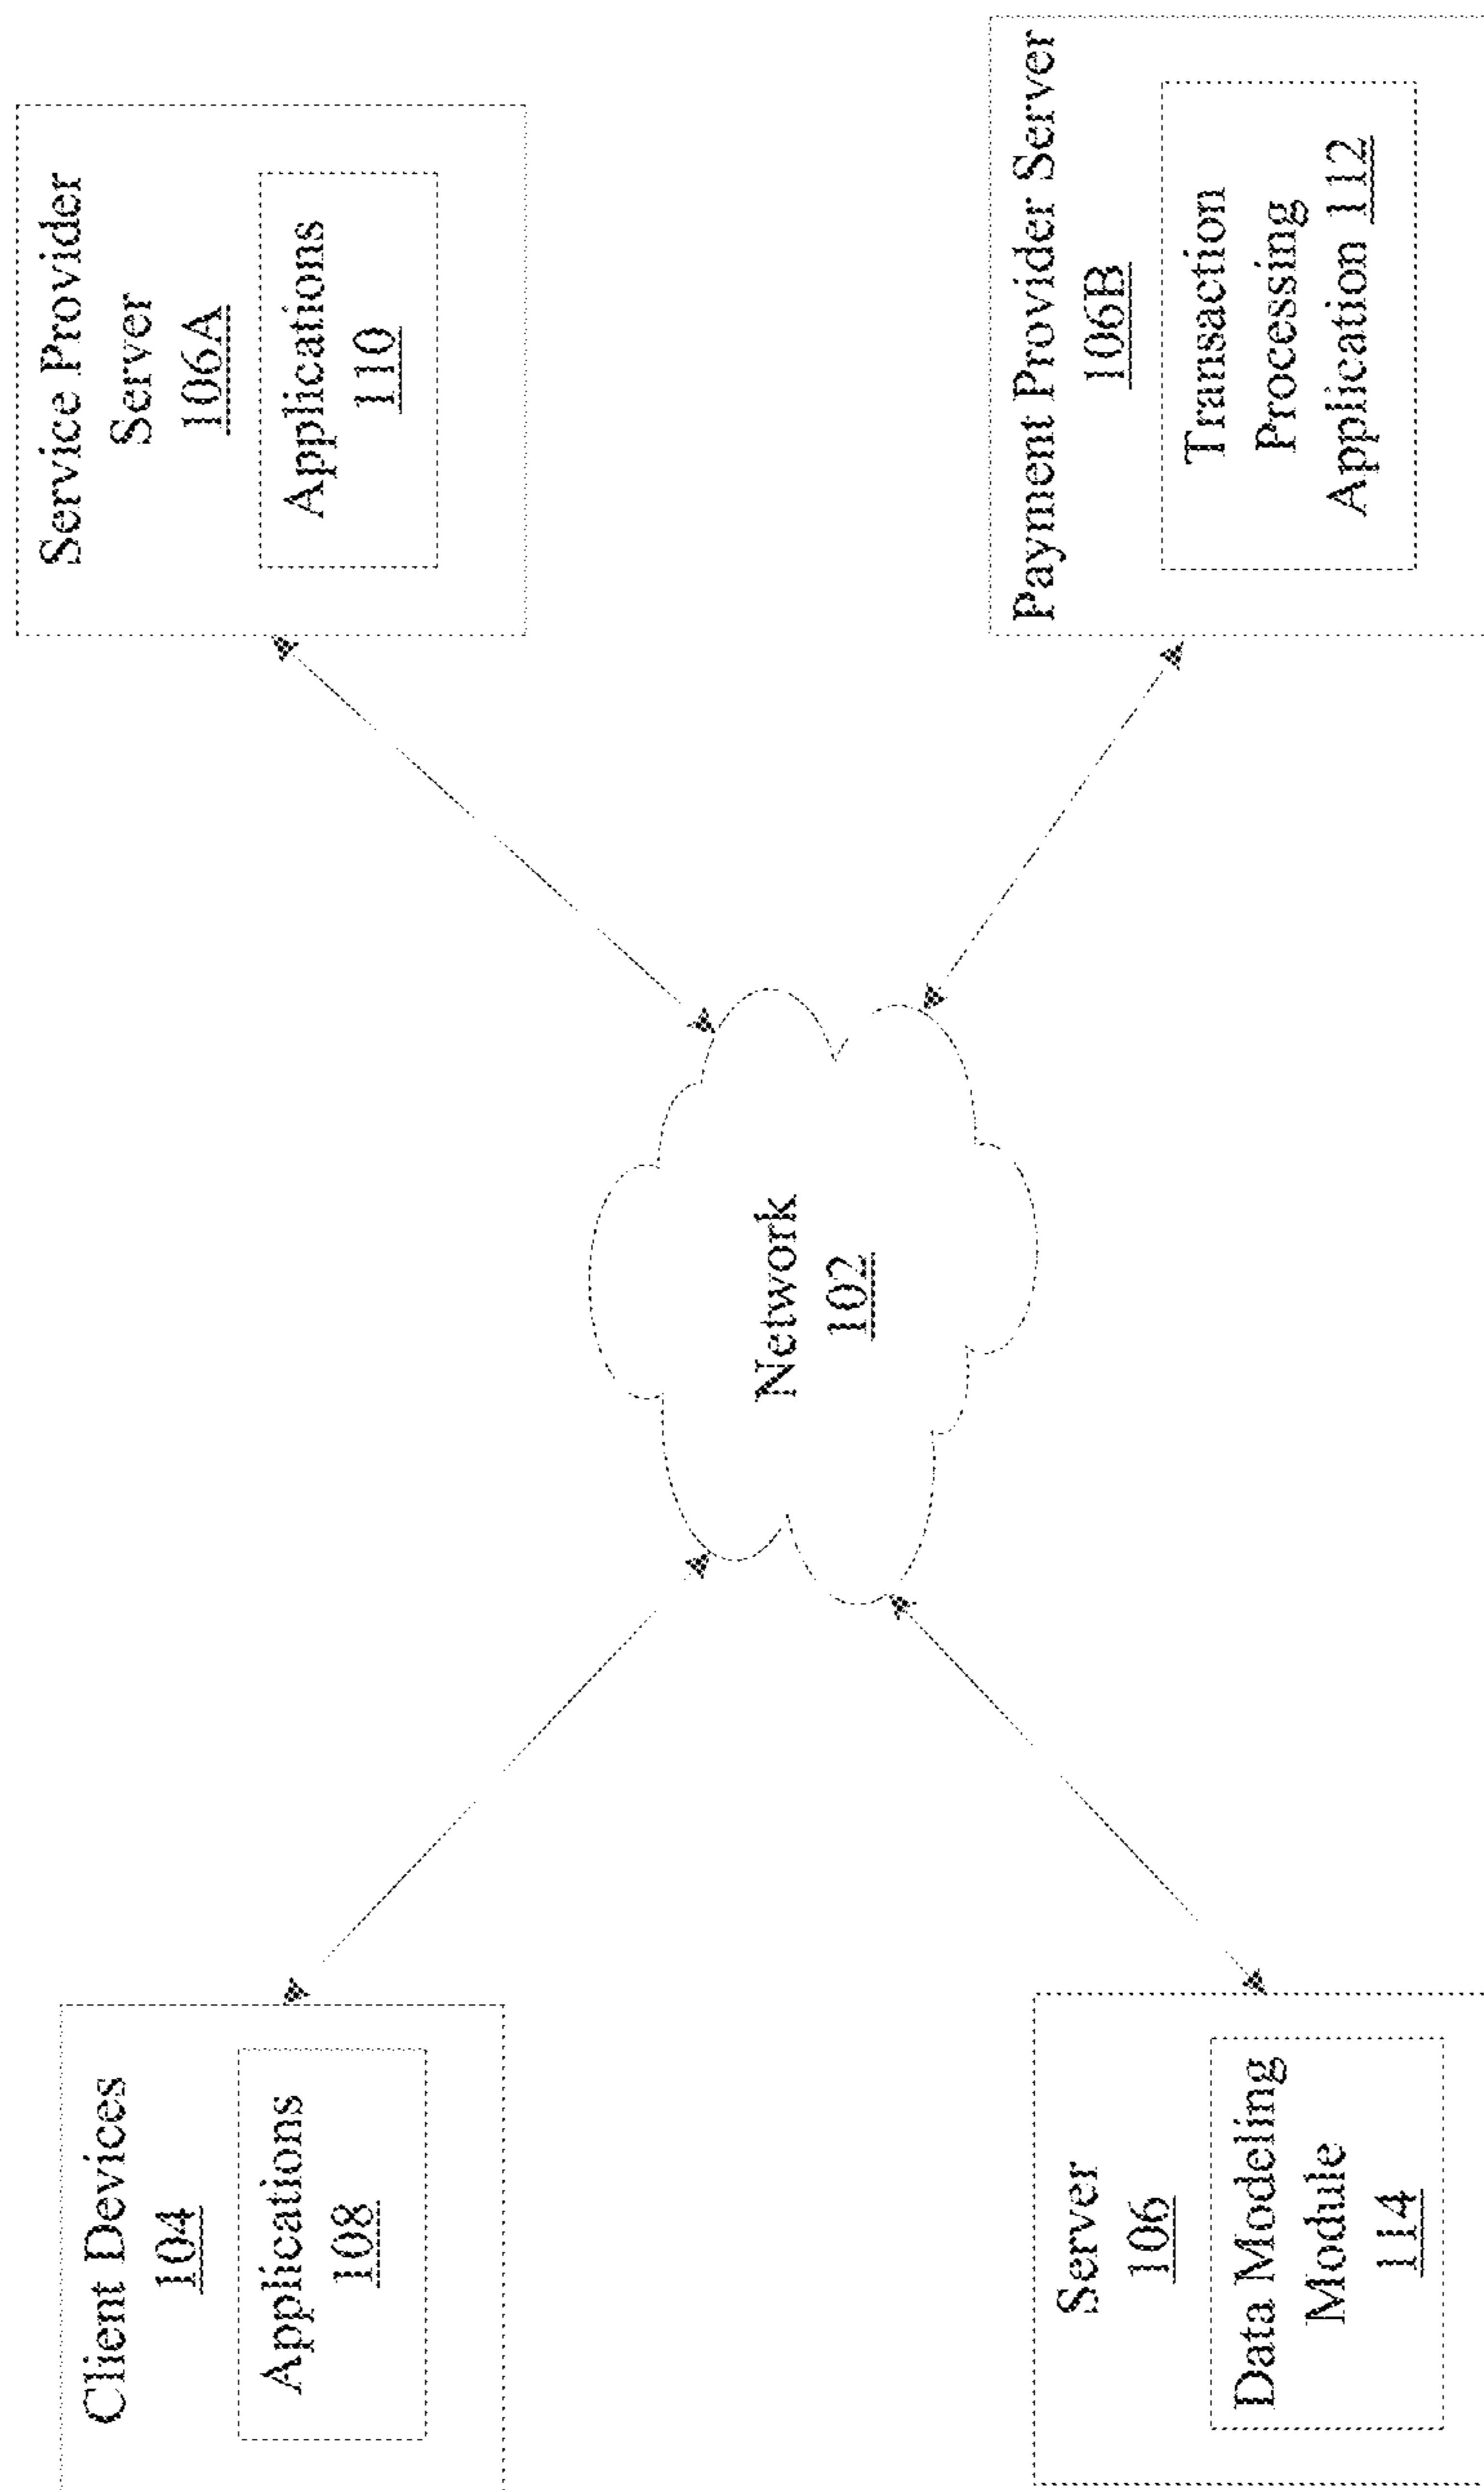 Client Devices
104
Applications
108
Service Provider
Server
106A
Applications
110
Network
102
Server
106
Data Modeling
Module
114
Payment Provider Server
106B
Transaction
Processing
Application 112